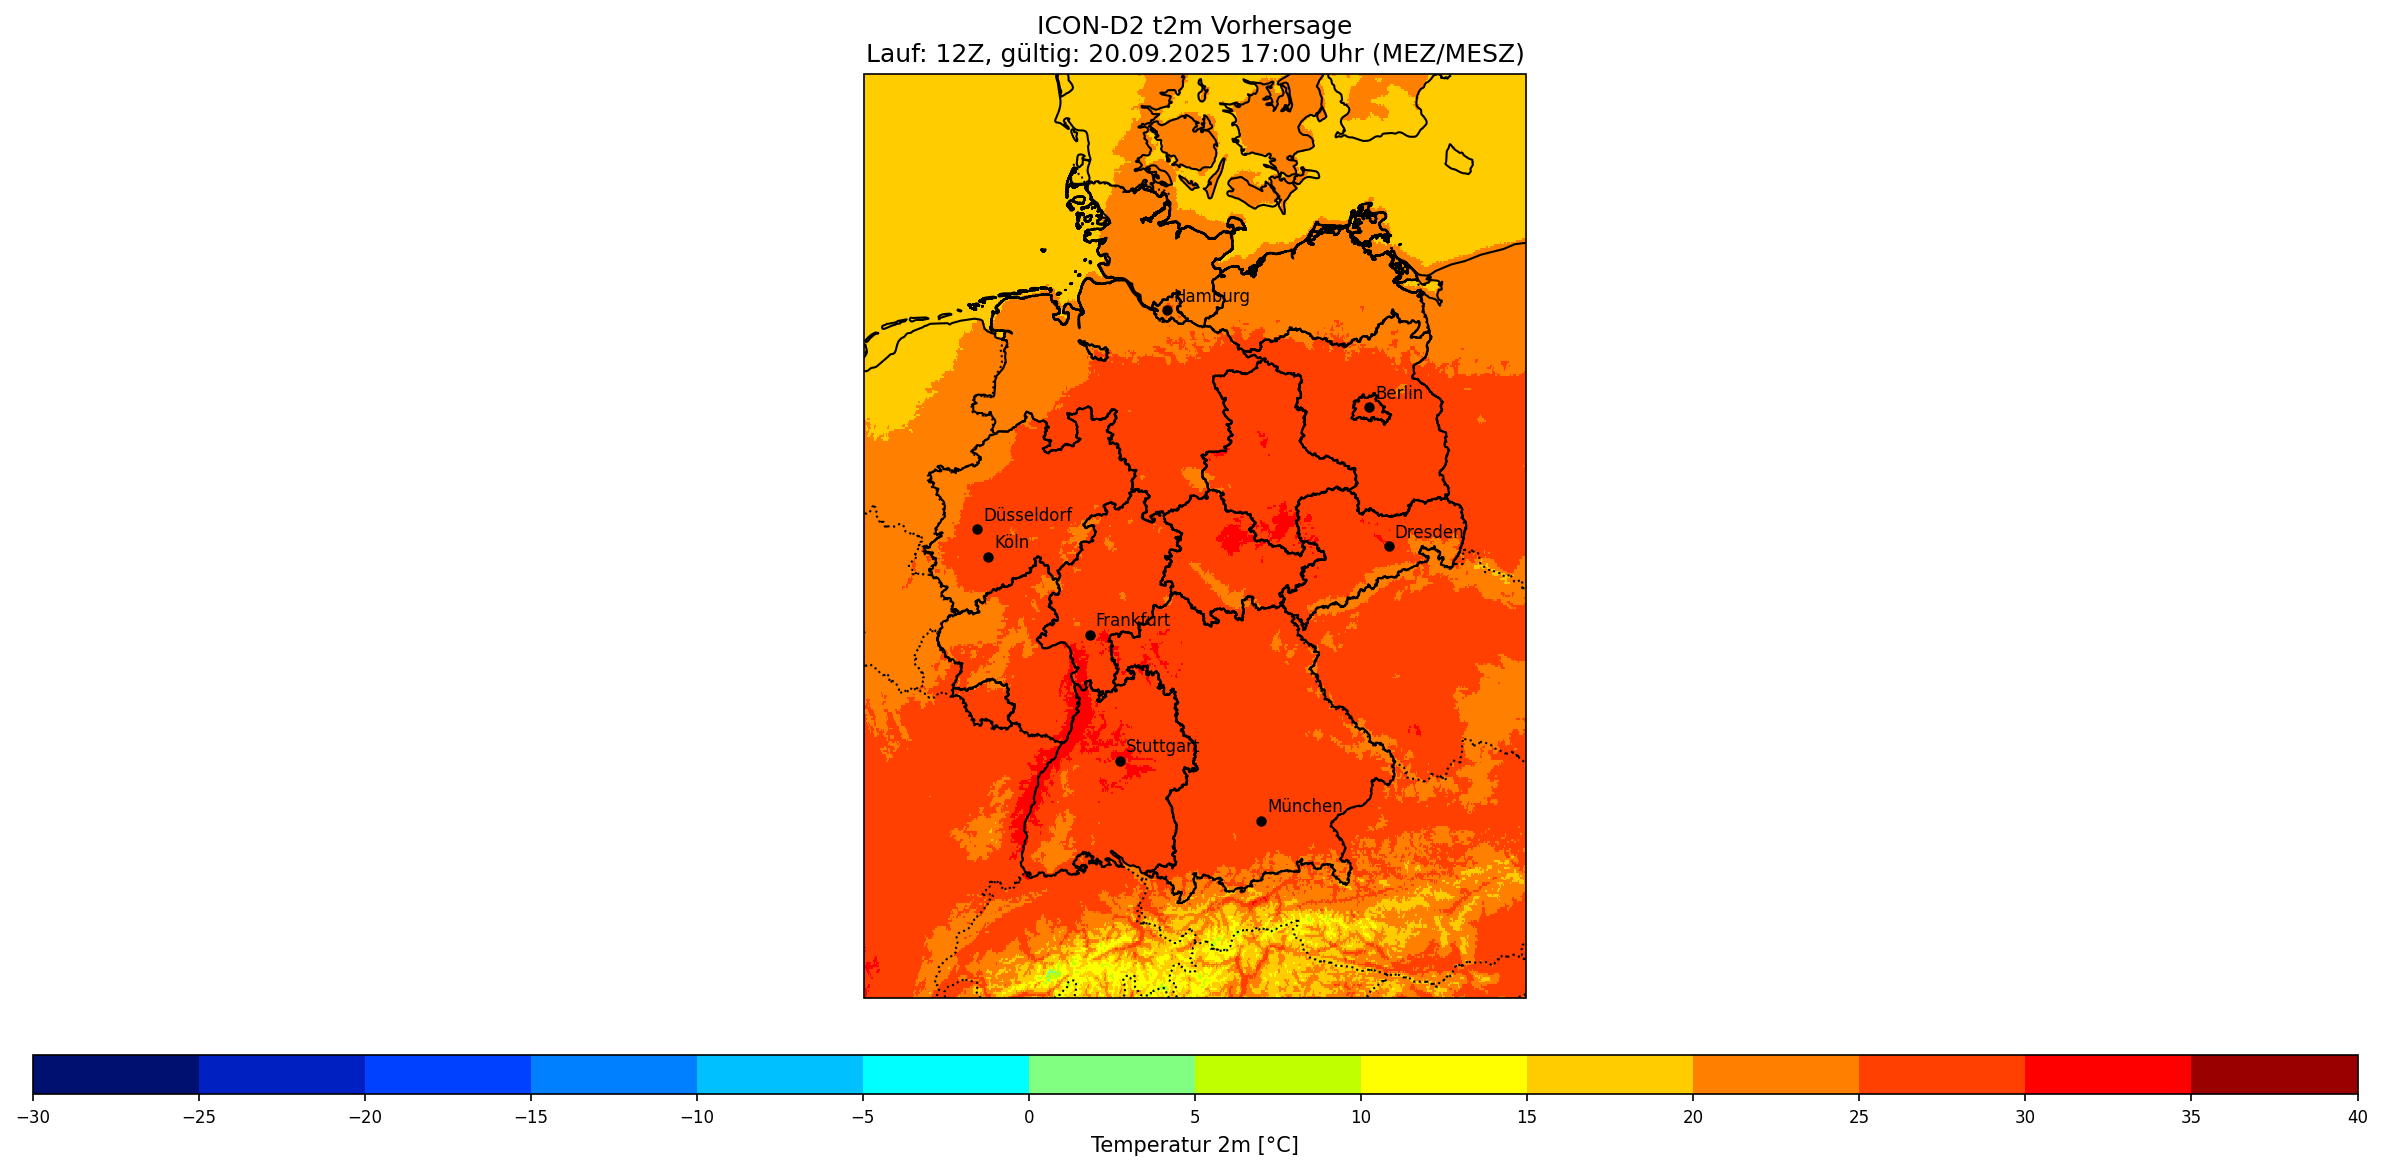 ICON-D2 t2m Vorhersage
Lauf: 12Z, gültig: 20.09.2025 17:00 Uhr (MEZ/MESZ)
Hamburg
Berlin
Düsseldorf
Dresden
Köln
Frankfurt
Stuttgart
München
−30 −25 −20 −15 −10 −5 0 5 10 15 20 25 30 35 40
Temperatur 2m [°C]